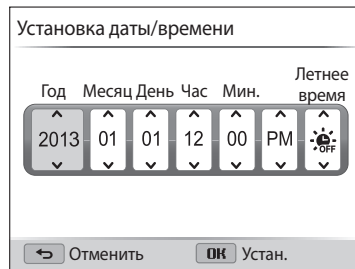 Установка даты/времени
Летнее
Год Месяц День Час Мин. время
2013 01 01 12 00 PM OFF
Отменить OK Устан.